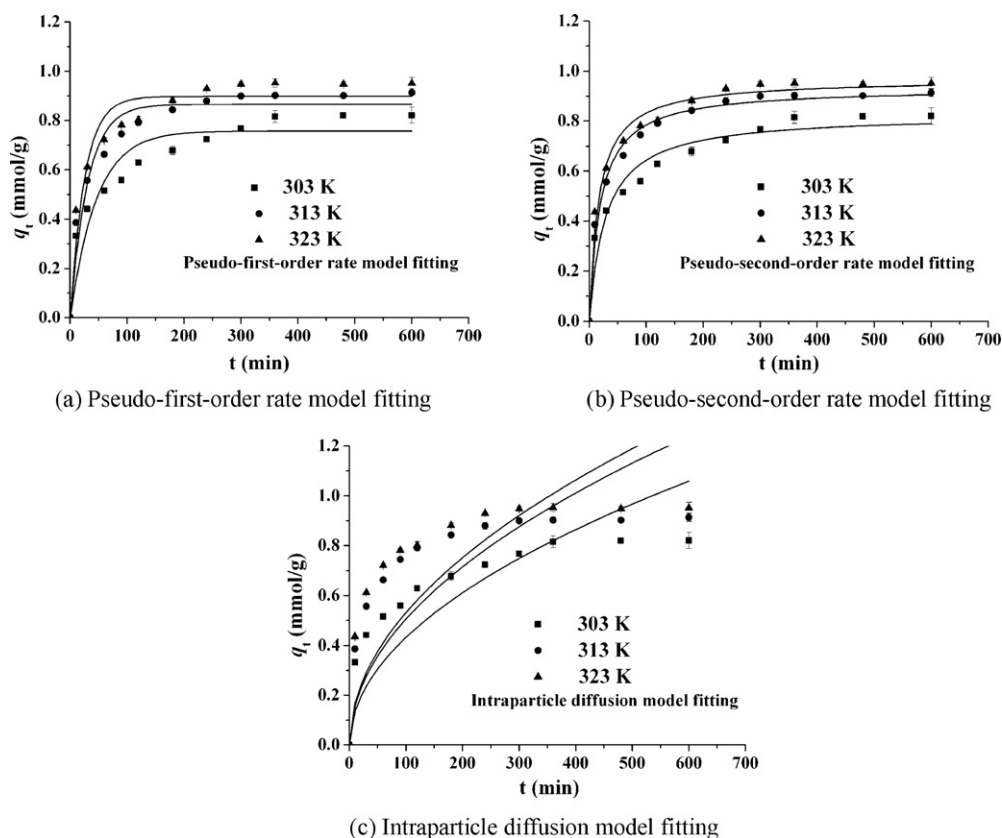 1.2
1.0
0.8
0.6
0.4
0.2
0.0
qt (mmol/g)
303 K
313 K
323 K
Pseudo-first-order rate model fitting
0 100 200 300 400 500 600 700
t (min)
(a) Pseudo-first-order rate model fitting
1.2
1.0
0.8
0.6
0.4
0.2
0.0
qt (mmol/g)
303 K
313 K
323 K
Pseudo-second-order rate model fitting
0 100 200 300 400 500 600 700
t (min)
(b) Pseudo-second-order rate model fitting
1.2
1.0
0.8
0.6
0.4
0.2
0.0
qt (mmol/g)
303 K
313 K
323 K
Intraparticle diffusion model fitting
0 100 200 300 400 500 600 700
t (min)
(c) Intraparticle diffusion model fitting